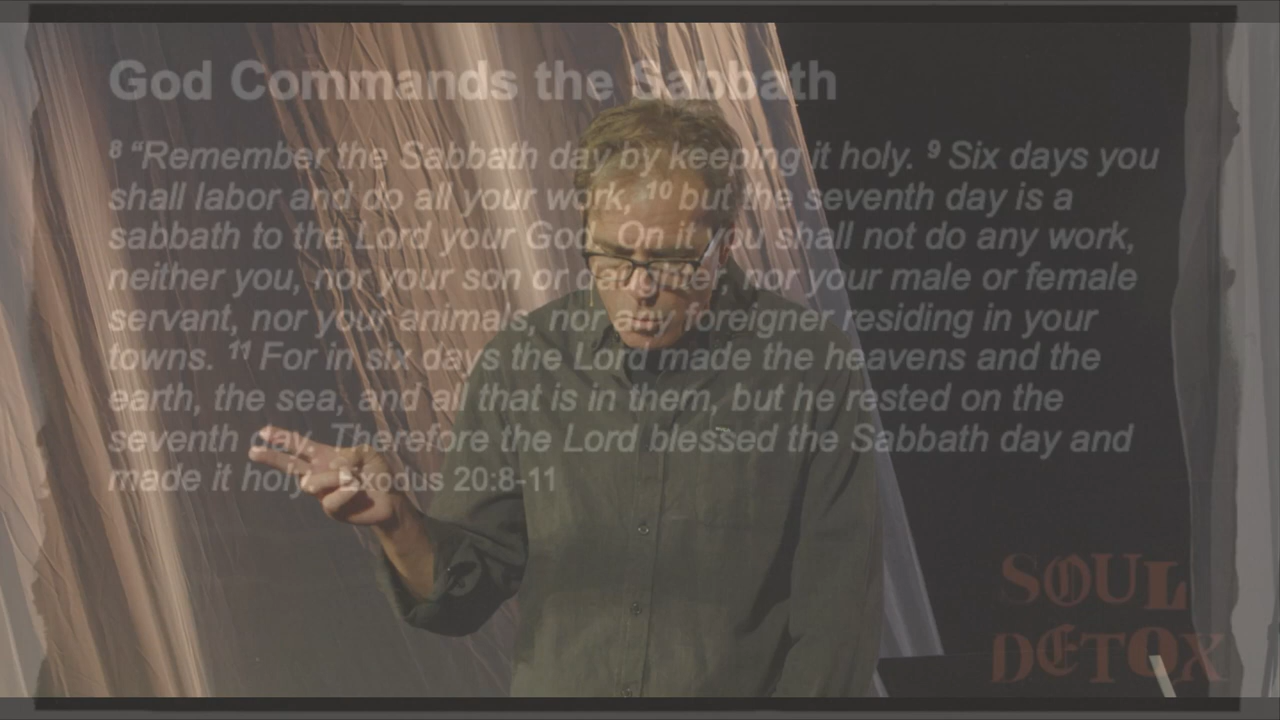 God Commands the Sabbath
⁸ “Remember the Sabbath day by keeping it holy. ⁹ Six days you
shall labor and do all your work, ¹⁰ but the seventh day is a
sabbath to the Lord your God. On it you shall not do any work,
neither you, nor your son or daughter, nor your male or female
servant, nor your animals, nor any foreigner residing in your
towns. ¹¹ For in six days the Lord made the heavens and the
earth, the sea, and all that is in them, but he rested on the
seventh day. Therefore the Lord blessed the Sabbath day and
made it holy. Exodus 20:8-11
SOUL
DETOX